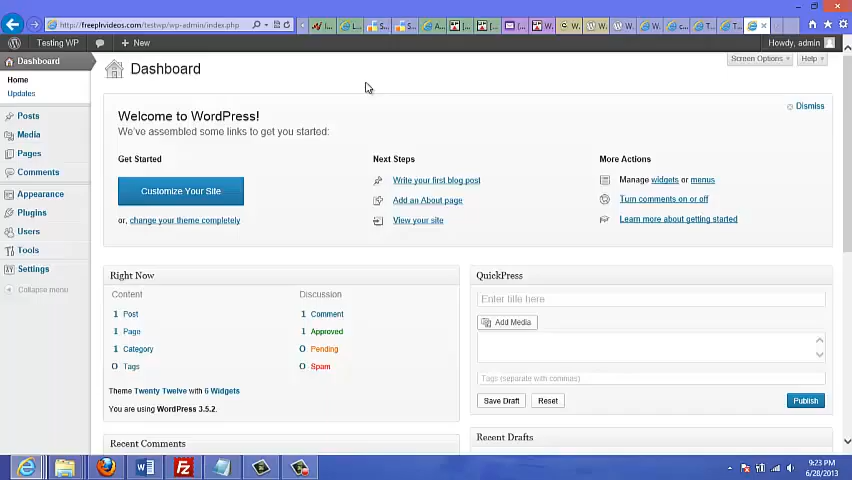 http://freeplrvideos.com/testwp/wp-admin/index.php
Testing WP
+ New
Howdy, admin
Dashboard
Dashboard
Screen Options
Help
Home
Updates
Posts
Media
Pages
Comments
Appearance
Plugins
Users
Tools
Settings
Collapse menu
Welcome to WordPress!
Dismiss
We've assembled some links to get you started:
Get Started
Next Steps
More Actions
Customize Your Site
Write your first blog post
Manage widgets or menus
Add an About page
Turn comments on or off
or, change your theme completely
View your site
Learn more about getting started
Right Now
Content
Discussion
1 Post
1 Comment
1 Page
1 Approved
1 Category
0 Pending
0 Tags
0 Spam
Theme Twenty Twelve with 6 Widgets
You are using WordPress 3.5.2.
Recent Comments
QuickPress
Enter title here
Add Media
Tags (separate with commas)
Save Draft
Reset
Publish
Recent Drafts
9:23 PM
6/28/2013